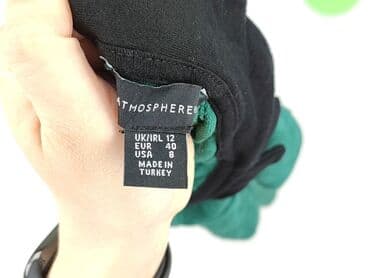 ATMOSPHERE
UK/IRL 12
EUR 40
USA 8
MADE IN
TURKEY